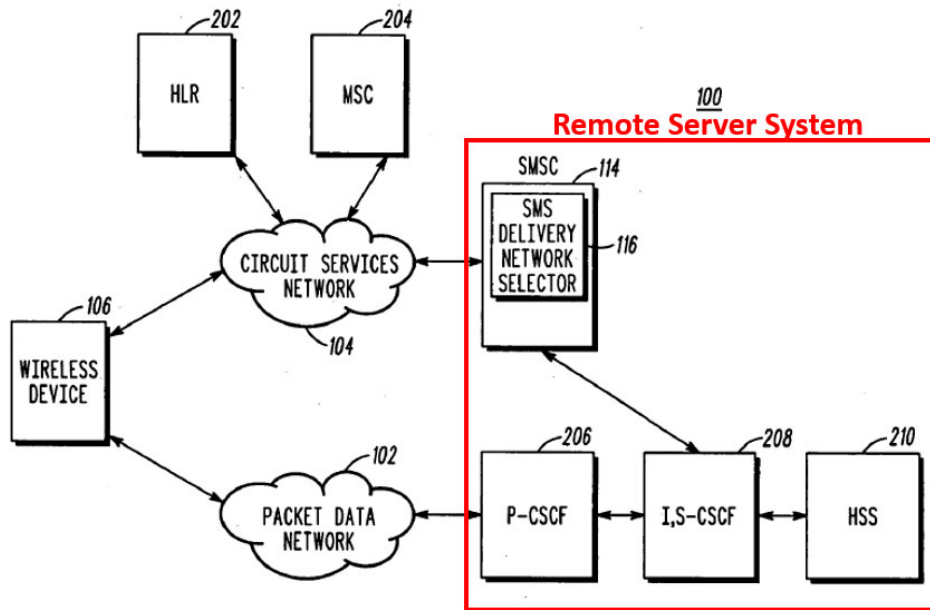 202
204
HLR
MSC
100
Remote Server System
SMSC
114
SMS
DELIVERY
NETWORK
SELECTOR
116
CIRCUIT SERVICES
NETWORK
104
106
WIRELESS
DEVICE
102
PACKET DATA
NETWORK
206
P-CSCF
208
I,S-CSCF
210
HSS